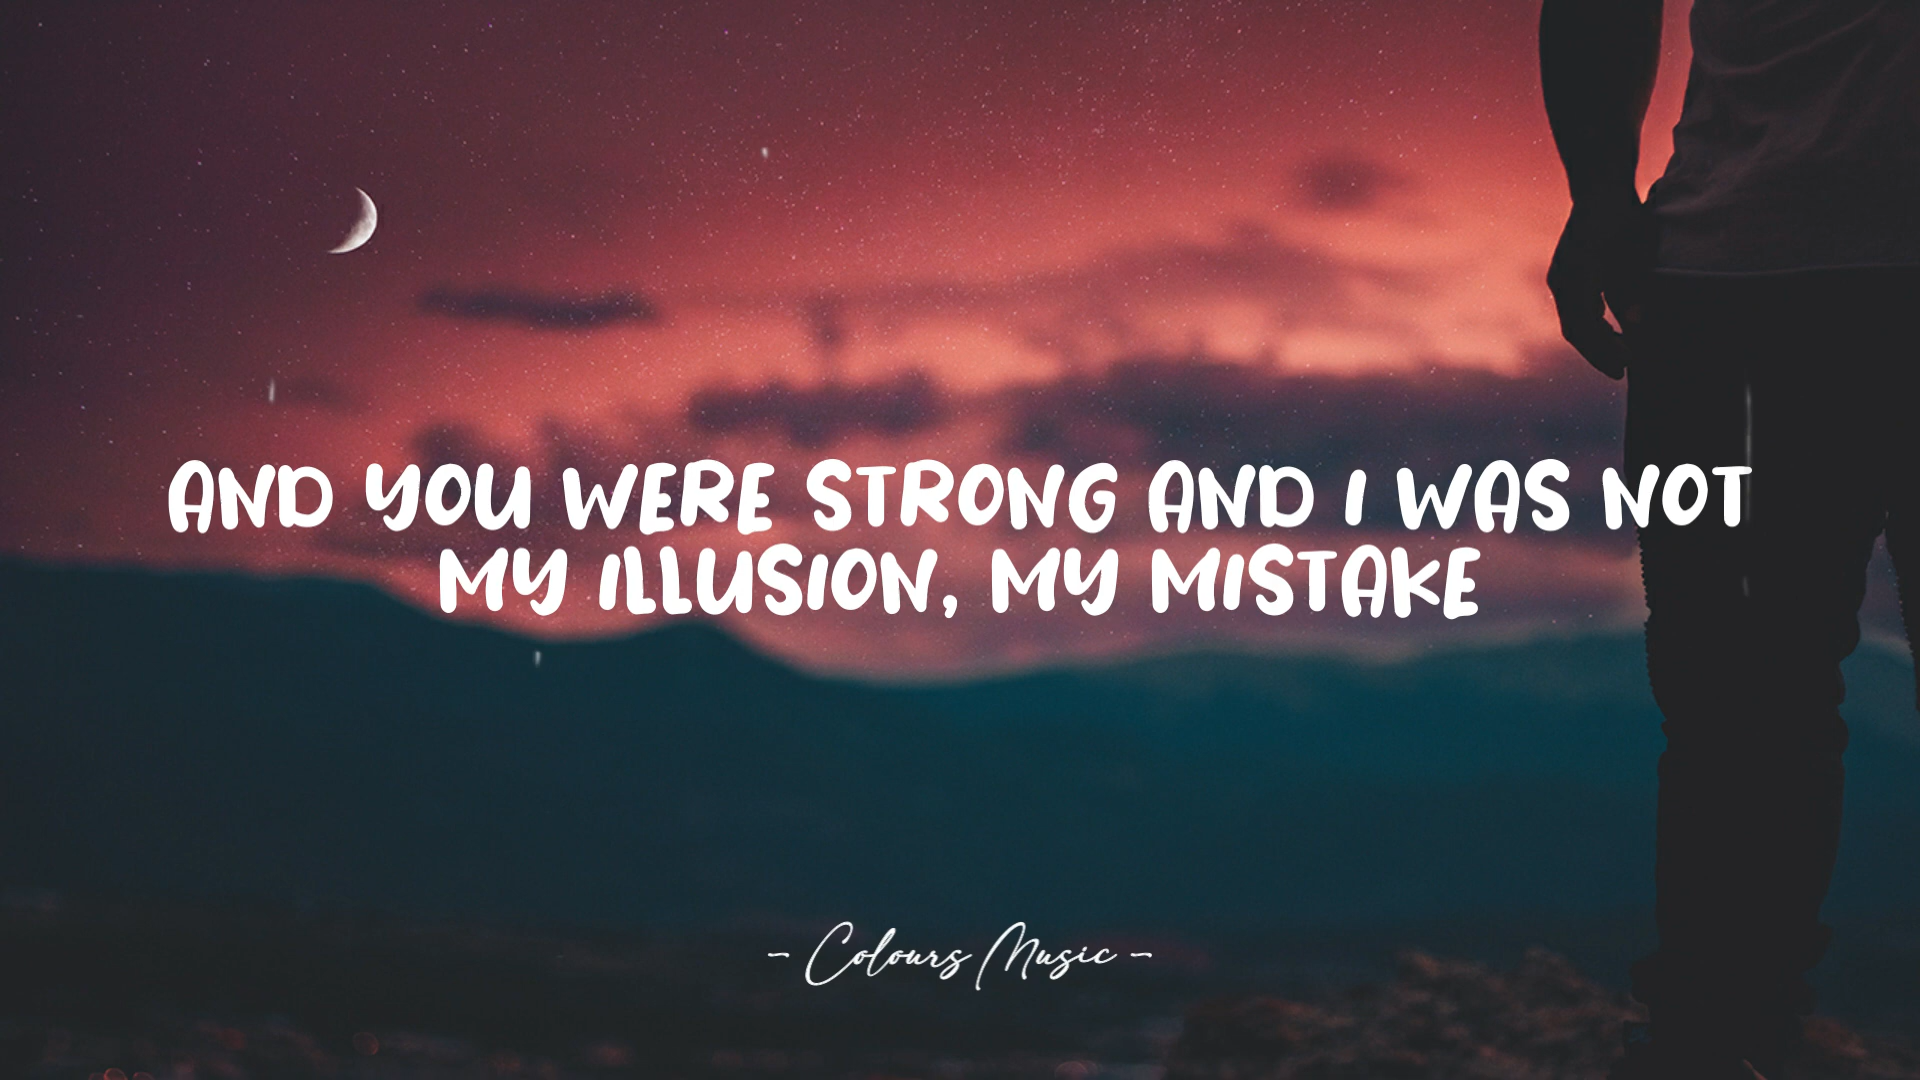 AND YOU WERE STRONG AND I WAS NOT
MY ILLUSION, MY MISTAKE
- Colours Music -